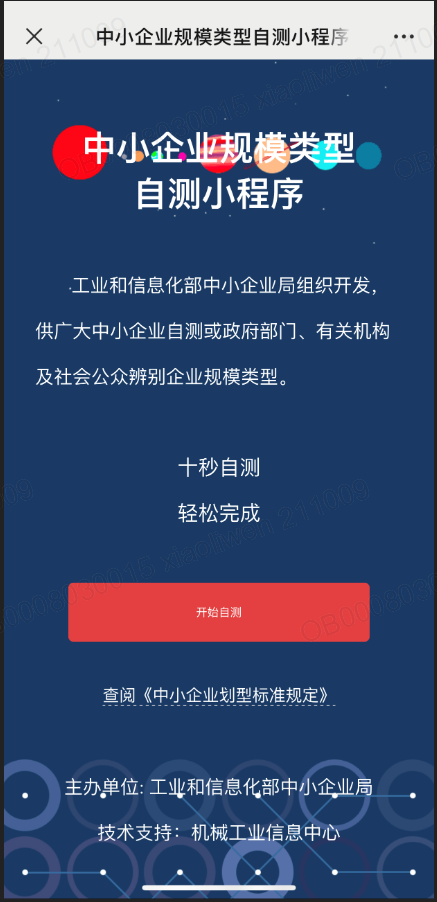 中小企业规模类型自测小程序
中小企业规模类型
自测小程序
工业和信息化部中小企业局组织开发，
供广大中小企业自测或政府部门、有关机构
及社会公众辨别企业规模类型。
十秒自测
轻松完成
开始自测
查阅《中小企业划型标准规定》
主办单位: 工业和信息化部中小企业局
技术支持：机械工业信息中心